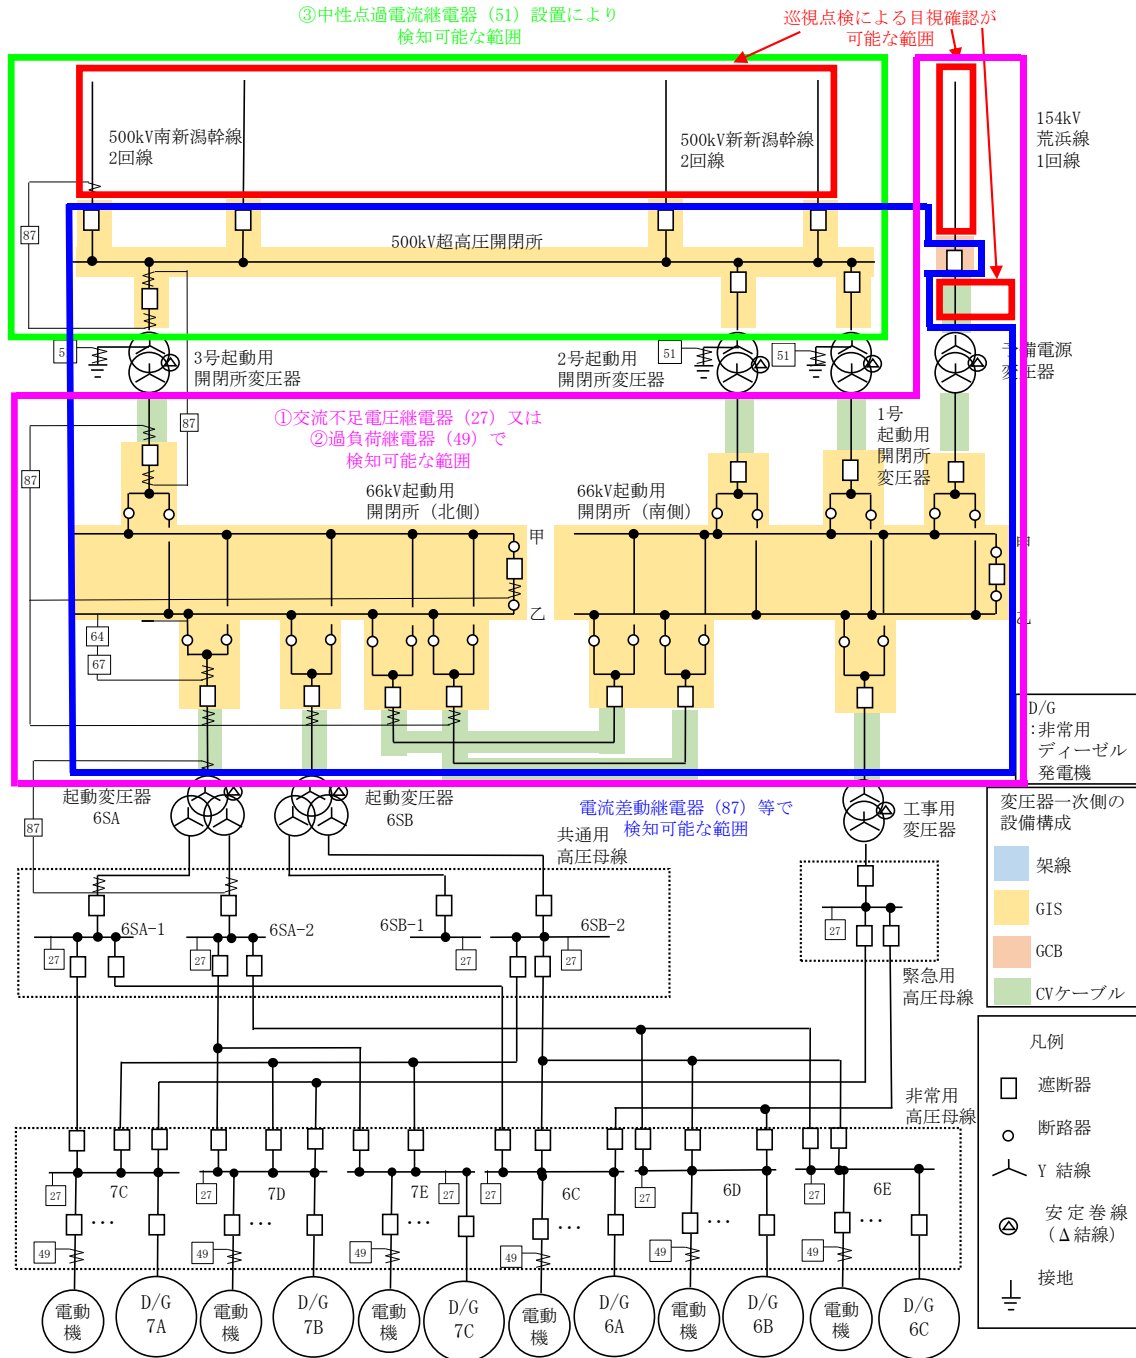 ③中性点過電流継電器（51）設置により
検知可能な範囲
巡視点検による目視確認が
可能な範囲
500kV南新潟幹線
2回線
500kV新新潟幹線
2回線
154kV
荒浜線
1回線
87
500kV超高圧開閉所
51
51
3号起動用
開閉所変圧器
2号起動用
開閉所変圧器
予備電源
変圧器
87
①交流不足電圧継電器（27）又は
②過負荷継電器（49）で
検知可能な範囲
1号
起動用
開閉所
変圧器
87
66kV起動用
開閉所（北側）
66kV起動用
開閉所（南側）
甲
甲
乙
乙
64
67
D/G
:非常用
ディーゼル
発電機
起動変圧器
6SA
起動変圧器
6SB
電流差動継電器（87）等で
検知可能な範囲
工事用
変圧器
87
共通用
高圧母線
変圧器一次側の
設備構成
架線
GIS
GCB
CVケーブル
6SA-1
6SA-2
6SB-1
6SB-2
27
27
27
27
27
緊急用
高圧母線
凡例
遮断器
断路器
Y 結線
安定巻線
（Δ結線）
接地
非常用
高圧母線
7C
7D
7E
6C
6D
6E
27
27
27
27
27
27
…
…
…
…
…
…
49
49
49
49
49
49
電動
機
D/G
7A
電動
機
D/G
7B
電動
機
D/G
7C
電動
機
D/G
6A
電動
機
D/G
6B
電動
機
D/G
6C